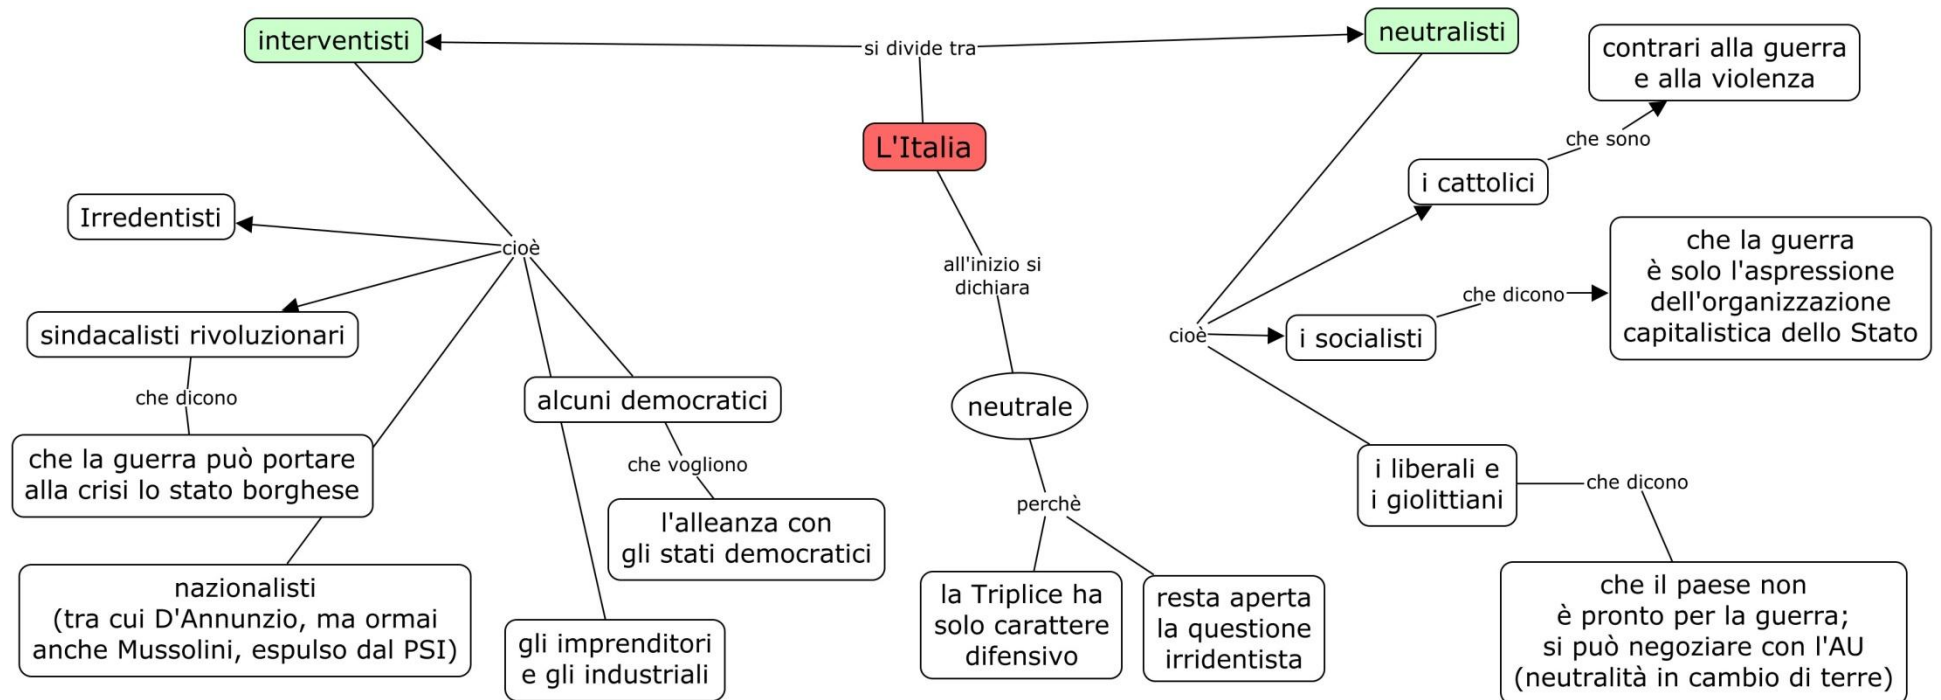 interventisti
si divide tra
neutralisti
contrari alla guerra
e alla violenza
L'Italia
che sono
i cattolici
Irredentisti
cioè
all'inizio si
dichiara
che la guerra
è solo l'aspressione
dell'organizzazione
capitalistica dello Stato
che dicono
sindacalisti rivoluzionari
cioè
i socialisti
che dicono
alcuni democratici
neutrale
che la guerra può portare
alla crisi lo stato borghese
che vogliono
i liberali e
i giolittiani
che dicono
perchè
l'alleanza con
gli stati democratici
nazionalisti
(tra cui D'Annunzio, ma ormai
anche Mussolini, espulso dal PSI)
gli imprenditori
e gli industriali
la Triplice ha
solo carattere
difensivo
resta aperta
la questione
irridentista
che il paese non
è pronto per la guerra;
si può negoziare con l'AU
(neutralità in cambio di terre)